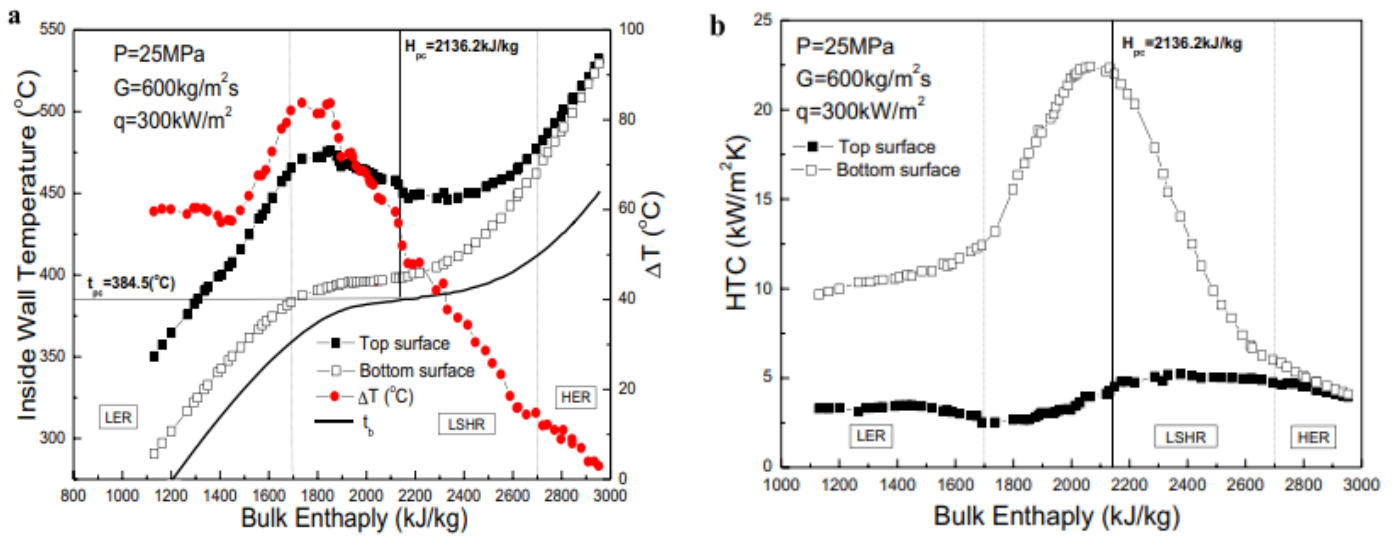 a
P=25MPa
G=600kg/m²s
q=300kW/m²
H_pc=2136.2kJ/kg
t_pc=384.5(°C)
Top surface
Bottom surface
ΔT (°C)
t_b
LER
LSHR
HER
Inside Wall Temperature (°C)
550
500
450
400
350
300
100
80
60
40
20
0
ΔT (°C)
800 1000 1200 1400 1600 1800 2000 2200 2400 2600 2800 3000
Bulk Enthaply (kJ/kg)
b
P=25MPa
G=600kg/m²s
q=300kW/m²
H_pc=2136.2kJ/kg
Top surface
Bottom surface
LER
LSHR
HER
HTC (kW/m²K)
25
20
15
10
5
0
1000 1200 1400 1600 1800 2000 2200 2400 2600 2800 3000
Bulk Enthaply (kJ/kg)